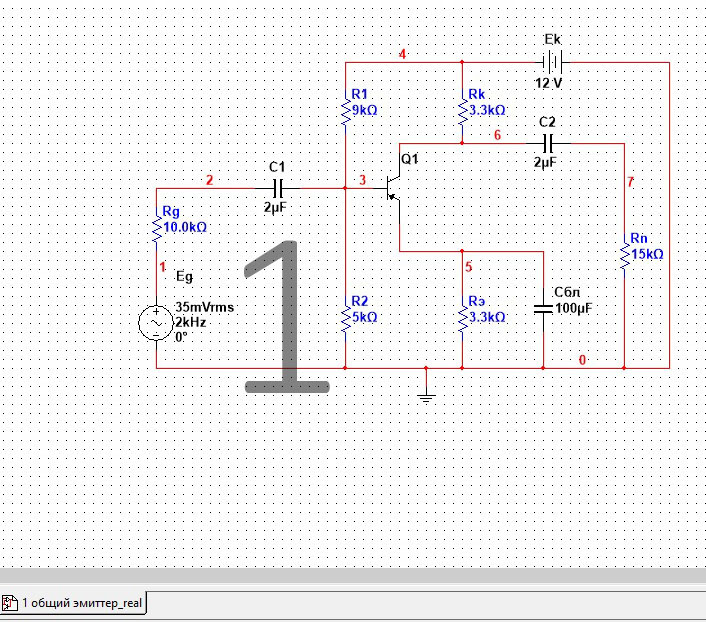 Ek
4
12 V
R1
9kΩ
Rk
3.3kΩ
C2
6
2µF
Q1
C1
2
3
2µF
7
Rg
10.0kΩ
Rn
15kΩ
1
5
Eg
35mVrms
2kHz
0°
R2
5kΩ
Rэ
3.3kΩ
Сбл
100µF
0
1
1 общий эмиттер_real